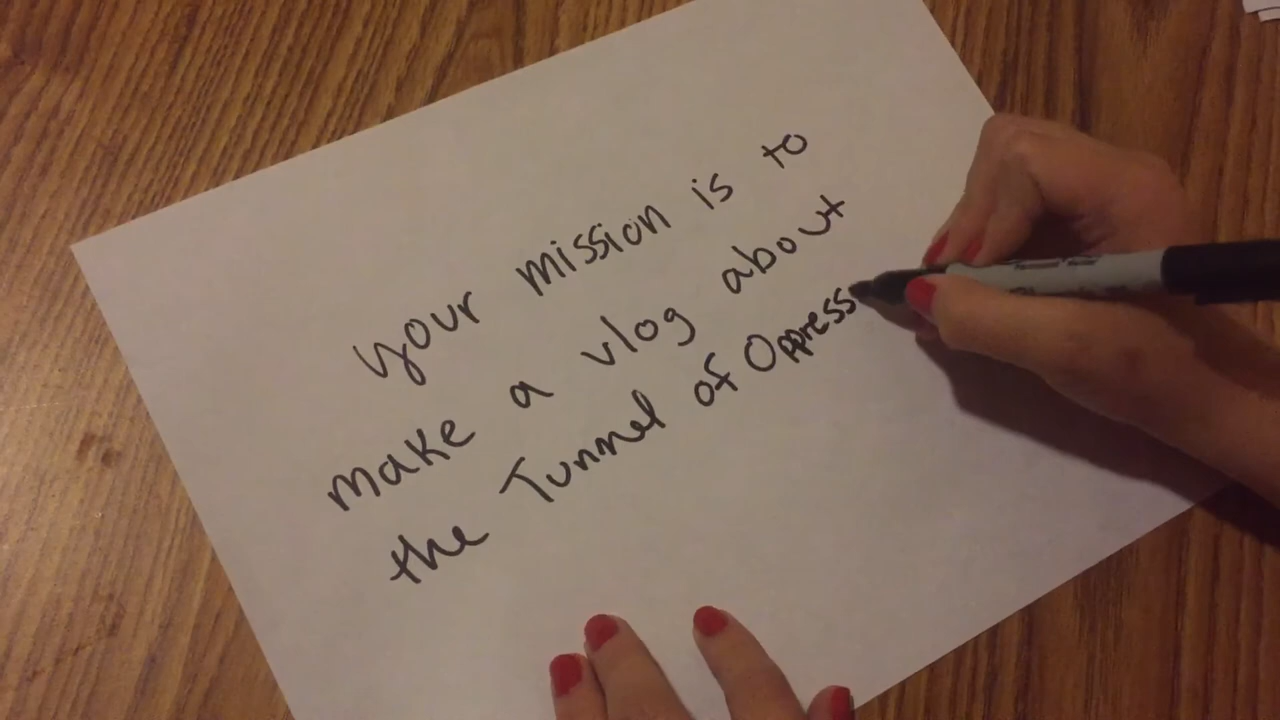 your mission is to
make a vlog about
the Tunnel of Oppress